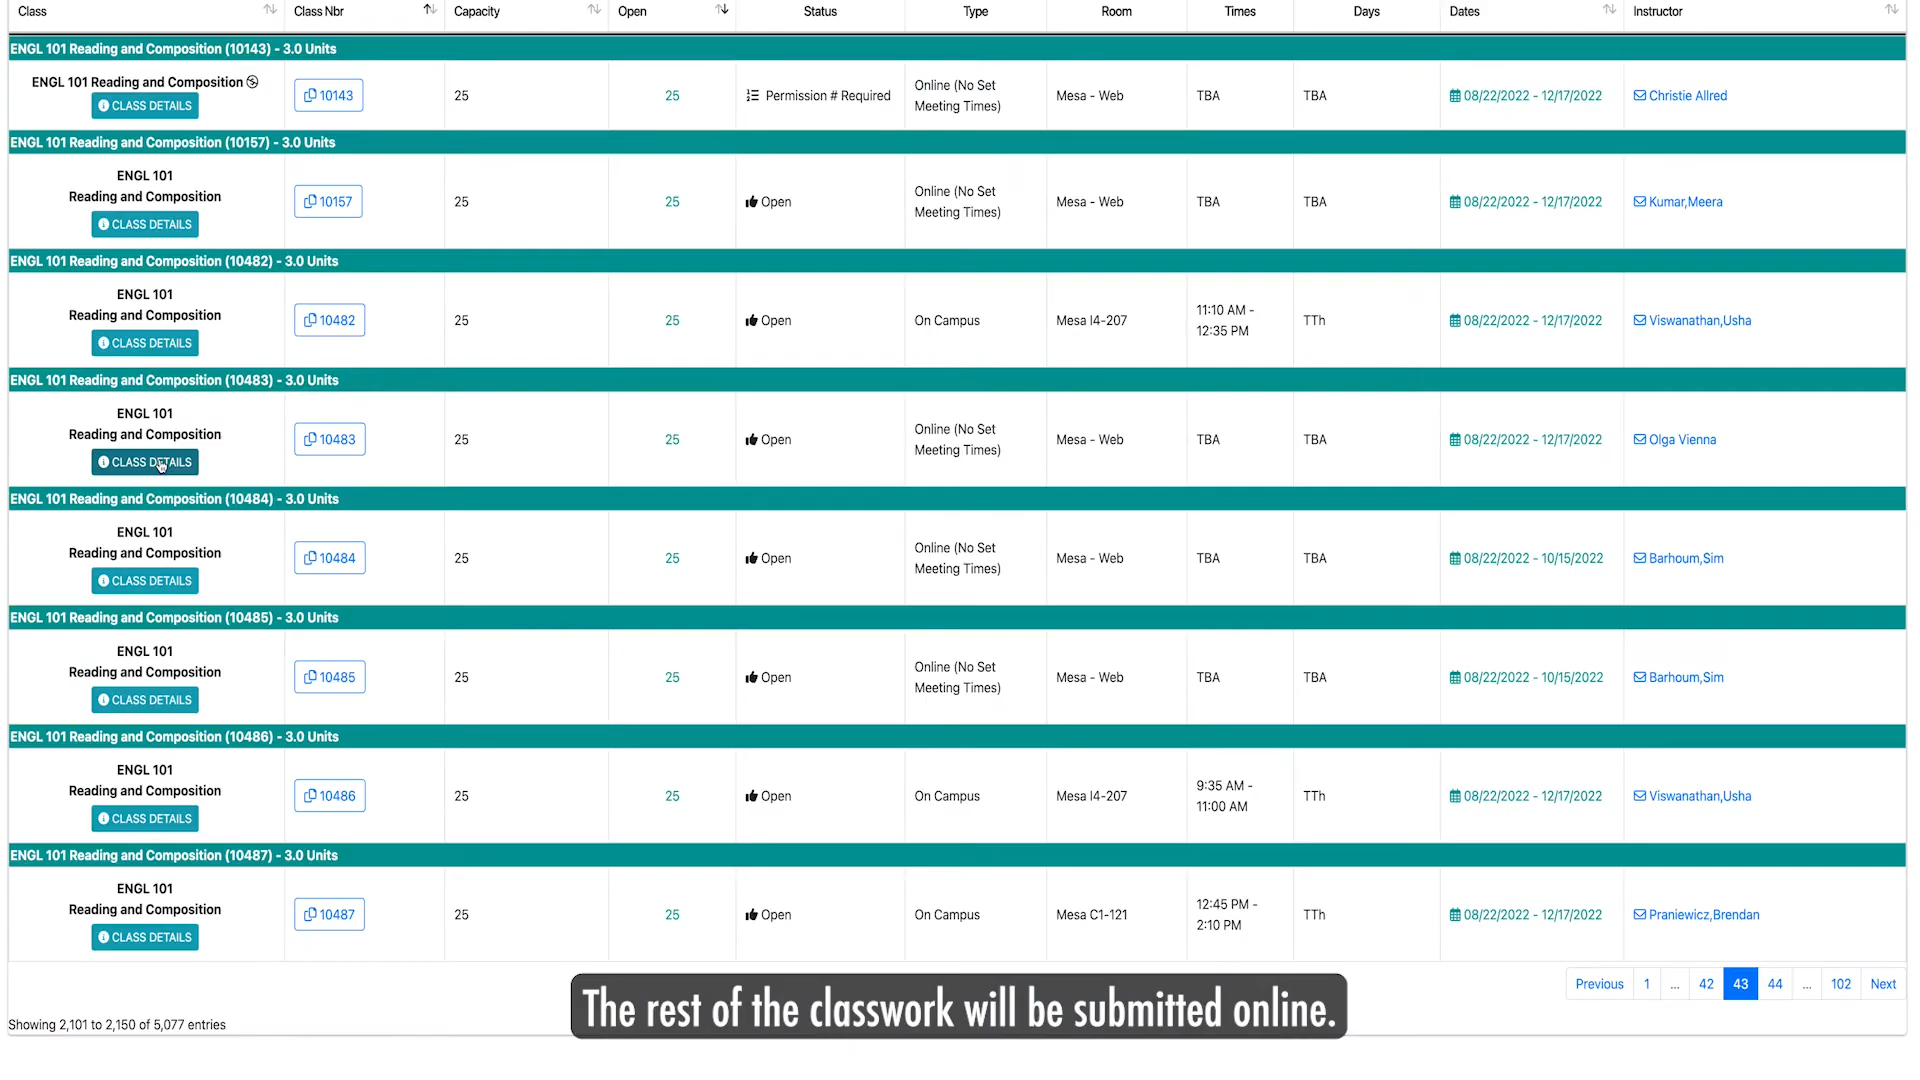 Class Class Nbr Capacity Open Status Type Room Times Days Dates Instructor
ENGL 101 Reading and Composition (10143) - 3.0 Units
ENGL 101 Reading and Composition
CLASS DETAILS
10143
25
25
Permission # Required
Online (No Set
Meeting Times)
Mesa - Web
TBA
TBA
08/22/2022 - 12/17/2022
Christie Allred
ENGL 101 Reading and Composition (10157) - 3.0 Units
ENGL 101
Reading and Composition
CLASS DETAILS
10157
25
25
Open
Online (No Set
Meeting Times)
Mesa - Web
TBA
TBA
08/22/2022 - 12/17/2022
Kumar,Meera
ENGL 101 Reading and Composition (10482) - 3.0 Units
ENGL 101
Reading and Composition
CLASS DETAILS
10482
25
25
Open
On Campus
Mesa I4-207
11:10 AM -
12:35 PM
TTh
08/22/2022 - 12/17/2022
Viswanathan,Usha
ENGL 101 Reading and Composition (10483) - 3.0 Units
ENGL 101
Reading and Composition
CLASS DETAILS
10483
25
25
Open
Online (No Set
Meeting Times)
Mesa - Web
TBA
TBA
08/22/2022 - 12/17/2022
Olga Vienna
ENGL 101 Reading and Composition (10484) - 3.0 Units
ENGL 101
Reading and Composition
CLASS DETAILS
10484
25
25
Open
Online (No Set
Meeting Times)
Mesa - Web
TBA
TBA
08/22/2022 - 10/15/2022
Barhoum,Sim
ENGL 101 Reading and Composition (10485) - 3.0 Units
ENGL 101
Reading and Composition
CLASS DETAILS
10485
25
25
Open
Online (No Set
Meeting Times)
Mesa - Web
TBA
TBA
08/22/2022 - 10/15/2022
Barhoum,Sim
ENGL 101 Reading and Composition (10486) - 3.0 Units
ENGL 101
Reading and Composition
CLASS DETAILS
10486
25
25
Open
On Campus
Mesa I4-207
9:35 AM -
11:00 AM
TTh
08/22/2022 - 12/17/2022
Viswanathan,Usha
ENGL 101 Reading and Composition (10487) - 3.0 Units
ENGL 101
Reading and Composition
CLASS DETAILS
10487
25
25
Open
On Campus
Mesa C1-121
12:45 PM -
2:10 PM
TTh
08/22/2022 - 12/17/2022
Praniewicz,Brendan
Previous 1 ... 42 43 44 ... 102 Next
The rest of the classwork will be submitted online.
Showing 2,101 to 2,150 of 5,077 entries